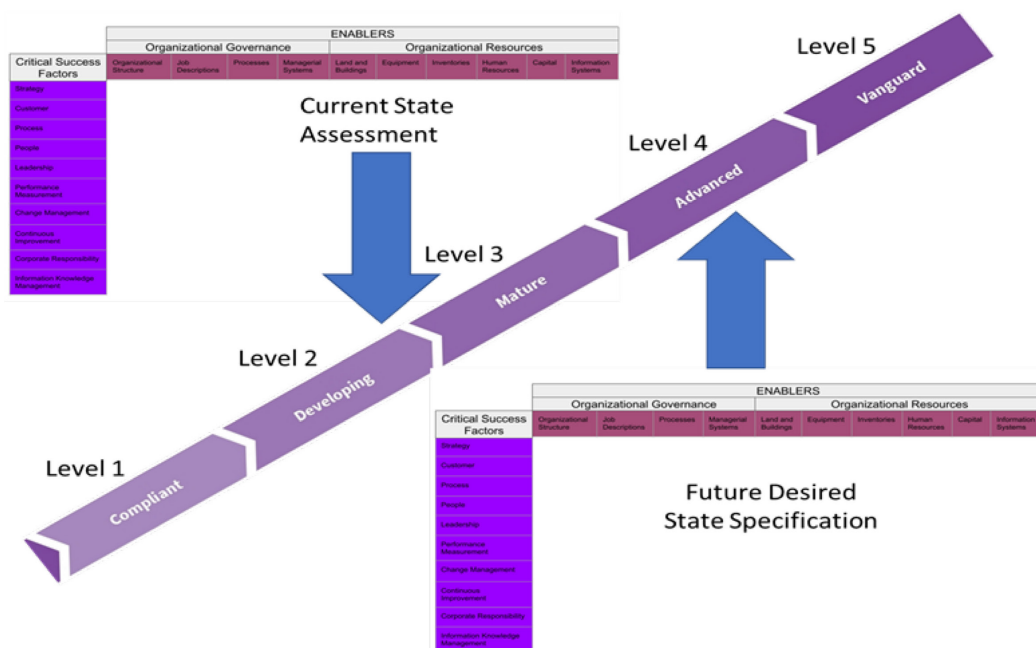 ENABLERS
Organizational Governance
Organizational Resources
Critical Success
Factors
Organizational
Structure
Job
Descriptions
Processes
Managerial
Systems
Land and
Buildings
Equipment
Inventories
Human
Resources
Capital
Information
Systems
Strategy
Customer
Process
People
Leadership
Performance
Measurement
Change Management
Continuous
Improvement
Corporate Responsibility
Information Knowledge
Management
Current State
Assessment
Level 5
Vanguard
Level 4
Advanced
Level 3
Mature
Level 2
Developing
Level 1
Compliant
ENABLERS
Organizational Governance
Organizational Resources
Critical Success
Factors
Organizational
Structure
Job
Descriptions
Processes
Managerial
Systems
Land and
Buildings
Equipment
Inventories
Human
Resources
Capital
Information
Systems
Strategy
Customer
Process
People
Leadership
Performance
Measurement
Change Management
Continuous
Improvement
Corporate Responsibility
Information Knowledge
Management
Future Desired
State Specification